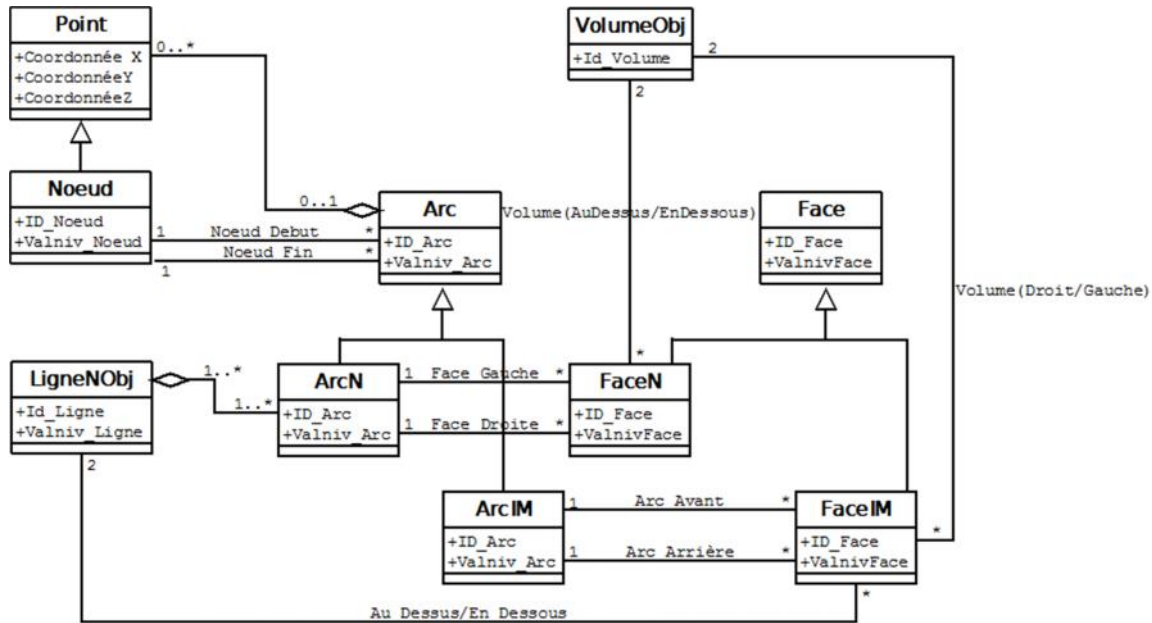 Point
+Coordonnée X
+CoordonnéeY
+CoordonnéeZ
0..*
VolumeObj
+Id_Volume
2
2
Noeud
+ID_Noeud
+Valniv_Noeud
1
Noeud Debut
*
Noeud Fin
*
1
0..1
Arc
+ID_Arc
+Valniv_Arc
Volume(AuDessus/EnDessous)
Face
+ID_Face
+ValnivFace
Volume(Droit/Gauche)
LigneNObj
+Id_Ligne
+Valniv_Ligne
1..*
1..*
2
ArcN
+ID_Arc
+Valniv_Arc
1 Face Gauche *
1 Face Droite *
*
FaceN
+ID_Face
+ValnivFace
ArcIM
+ID_Arc
+Valniv_Arc
1 Arc Avant *
1 Arc Arrière *
FaceIM
+ID_Face
+ValnivFace
*
*
Au Dessus/En Dessous